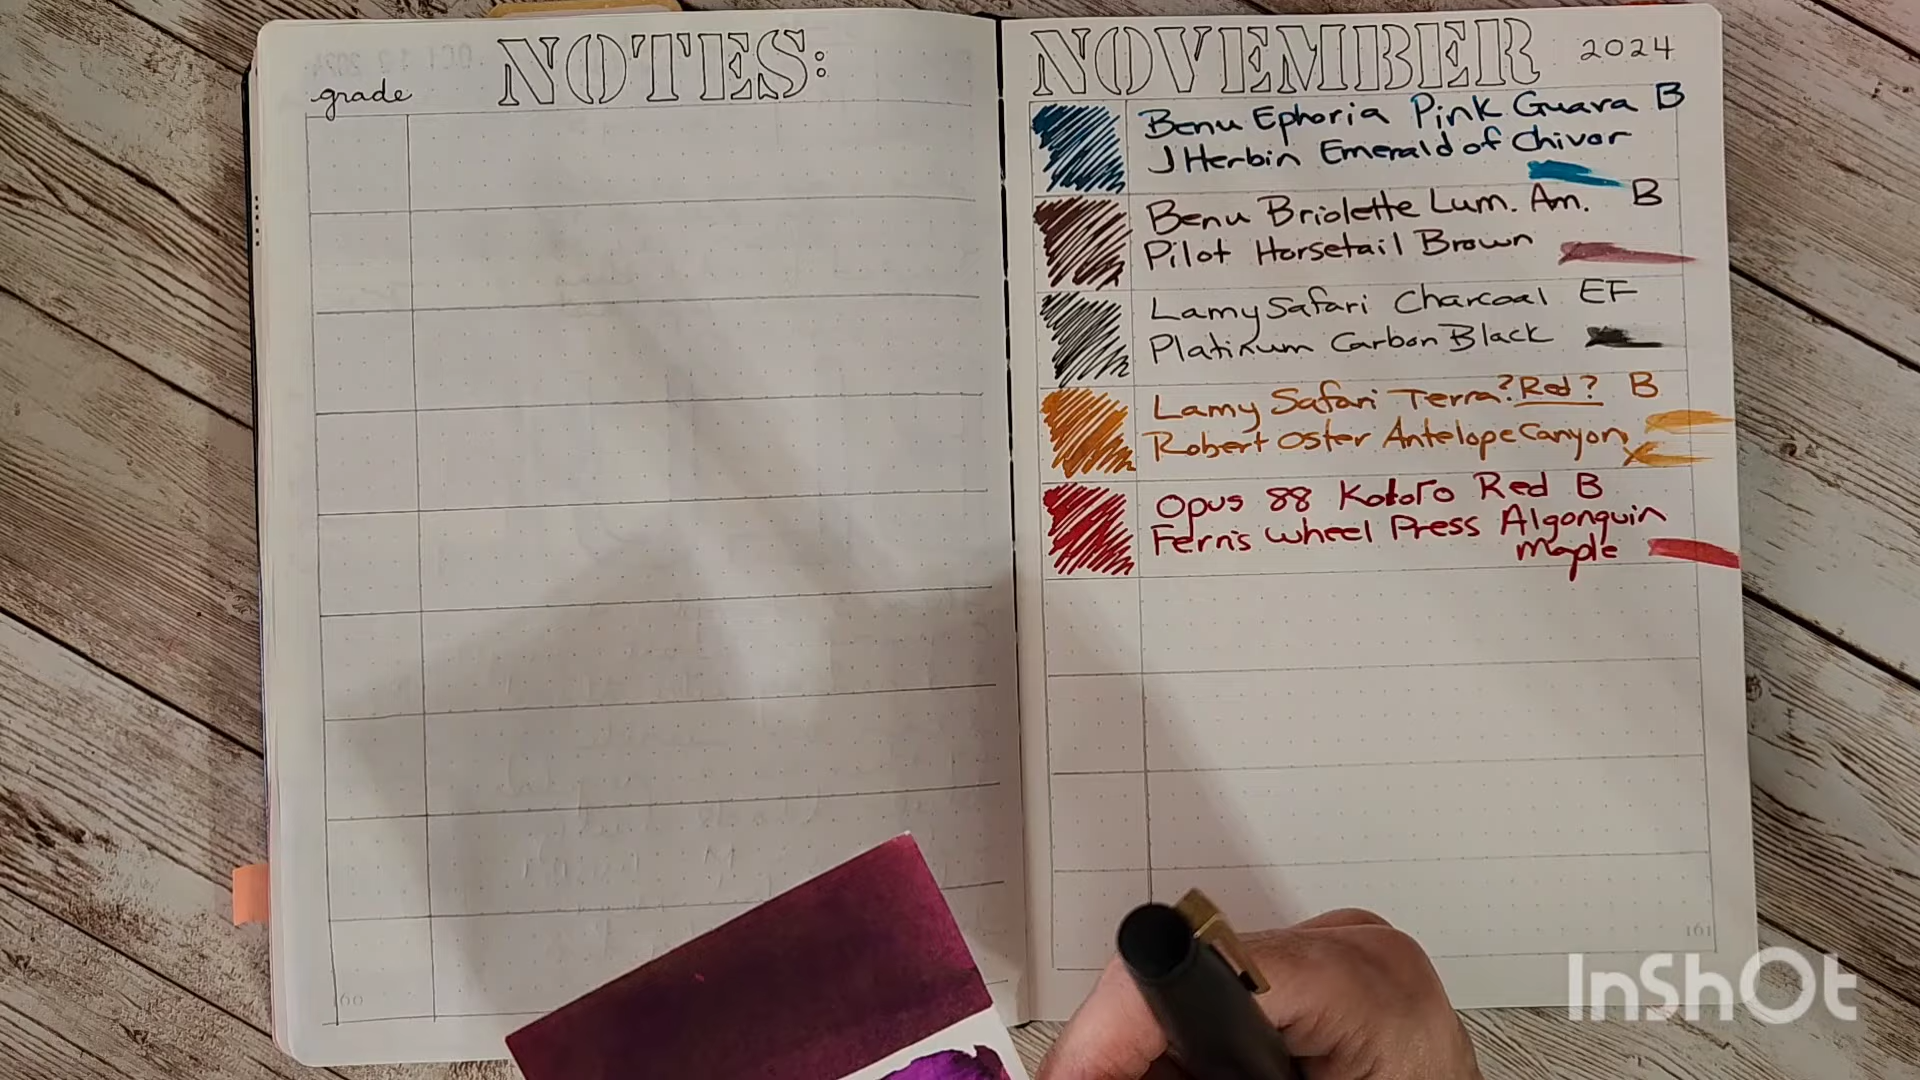 NOTES:
grade
NOVEMBER 2024
Benu Ephoria Pink Guara B
J Herbin Emerald of Chivor
Benu Briolette Lum. Am. B
Pilot Horsetail Brown
Lamy Safari Charcoal EF
Platinum Carbon Black
Lamy Safari Terra? Red? B
Robert Oster Antelope Canyon
Opus 88 Kokoro Red B
Ferris Wheel Press Algonquin
Maple
160
161
InShOt